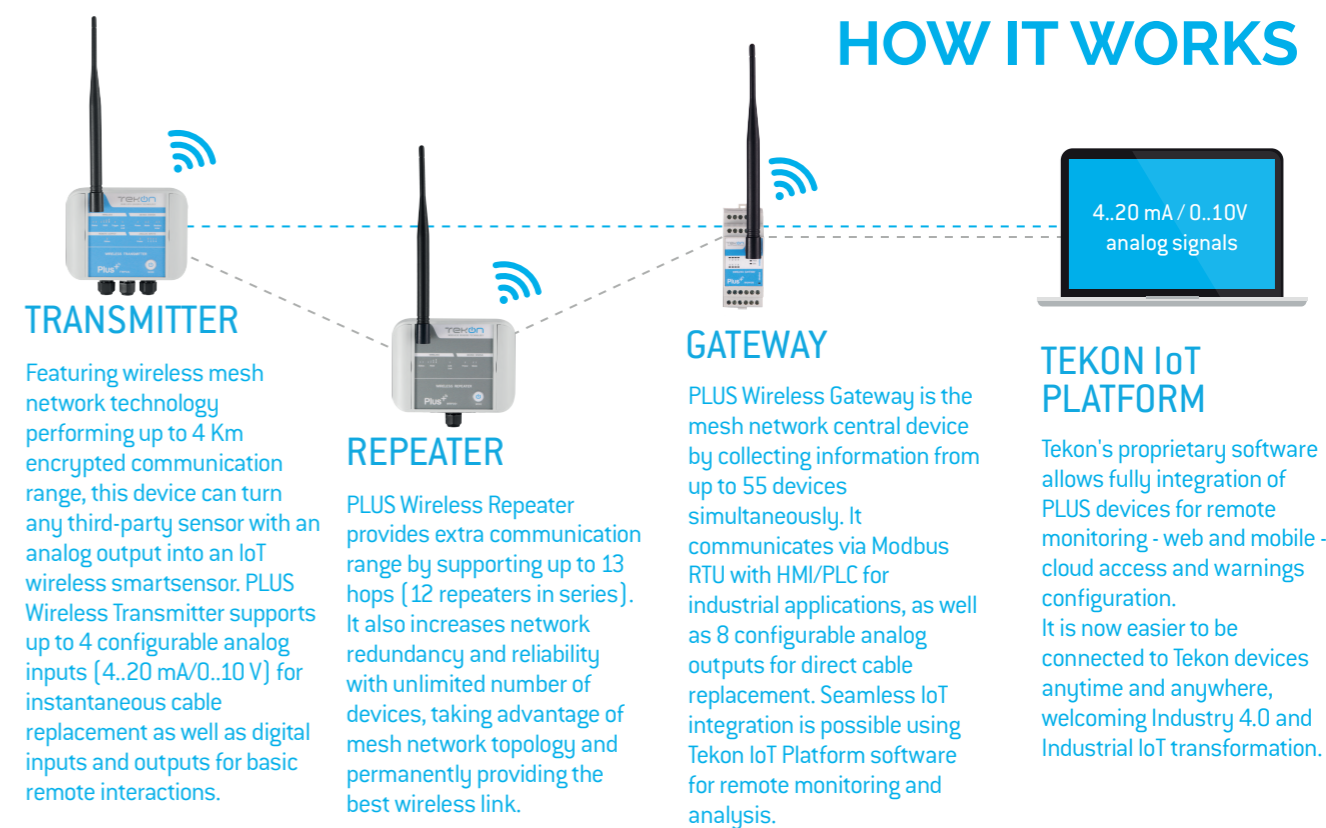 HOW IT WORKS
TEKON
WIRELESS TRANSMITTER
Plus
4..20 mA / 0..10V
analog signals
TEKON
Plus
TEKON
WIRELESS REPEATER
Plus
TRANSMITTER
Featuring wireless mesh
network technology
performing up to 4 Km
encrypted communication
range, this device can turn
any third-party sensor with an
analog output into an IoT
wireless smartsensor. PLUS
Wireless Transmitter supports
up to 4 configurable analog
inputs (4..20 mA/0..10 V) for
instantaneous cable
replacement as well as digital
inputs and outputs for basic
remote interactions.
REPEATER
PLUS Wireless Repeater
provides extra communication
range by supporting up to 13
hops (12 repeaters in series).
It also increases network
redundancy and reliability
with unlimited number of
devices, taking advantage of
mesh network topology and
permanently providing the
best wireless link.
GATEWAY
PLUS Wireless Gateway is the
mesh network central device
by collecting information from
up to 55 devices
simultaneously. It
communicates via Modbus
RTU with HMI/PLC for
industrial applications, as well
as 8 configurable analog
outputs for direct cable
replacement. Seamless IoT
integration is possible using
Tekon IoT Platform software
for remote monitoring and
analysis.
TEKON IoT
PLATFORM
Tekon's proprietary software
allows fully integration of
PLUS devices for remote
monitoring - web and mobile -
cloud access and warnings
configuration.
It is now easier to be
connected to Tekon devices
anytime and anywhere,
welcoming Industry 4.0 and
Industrial IoT transformation.